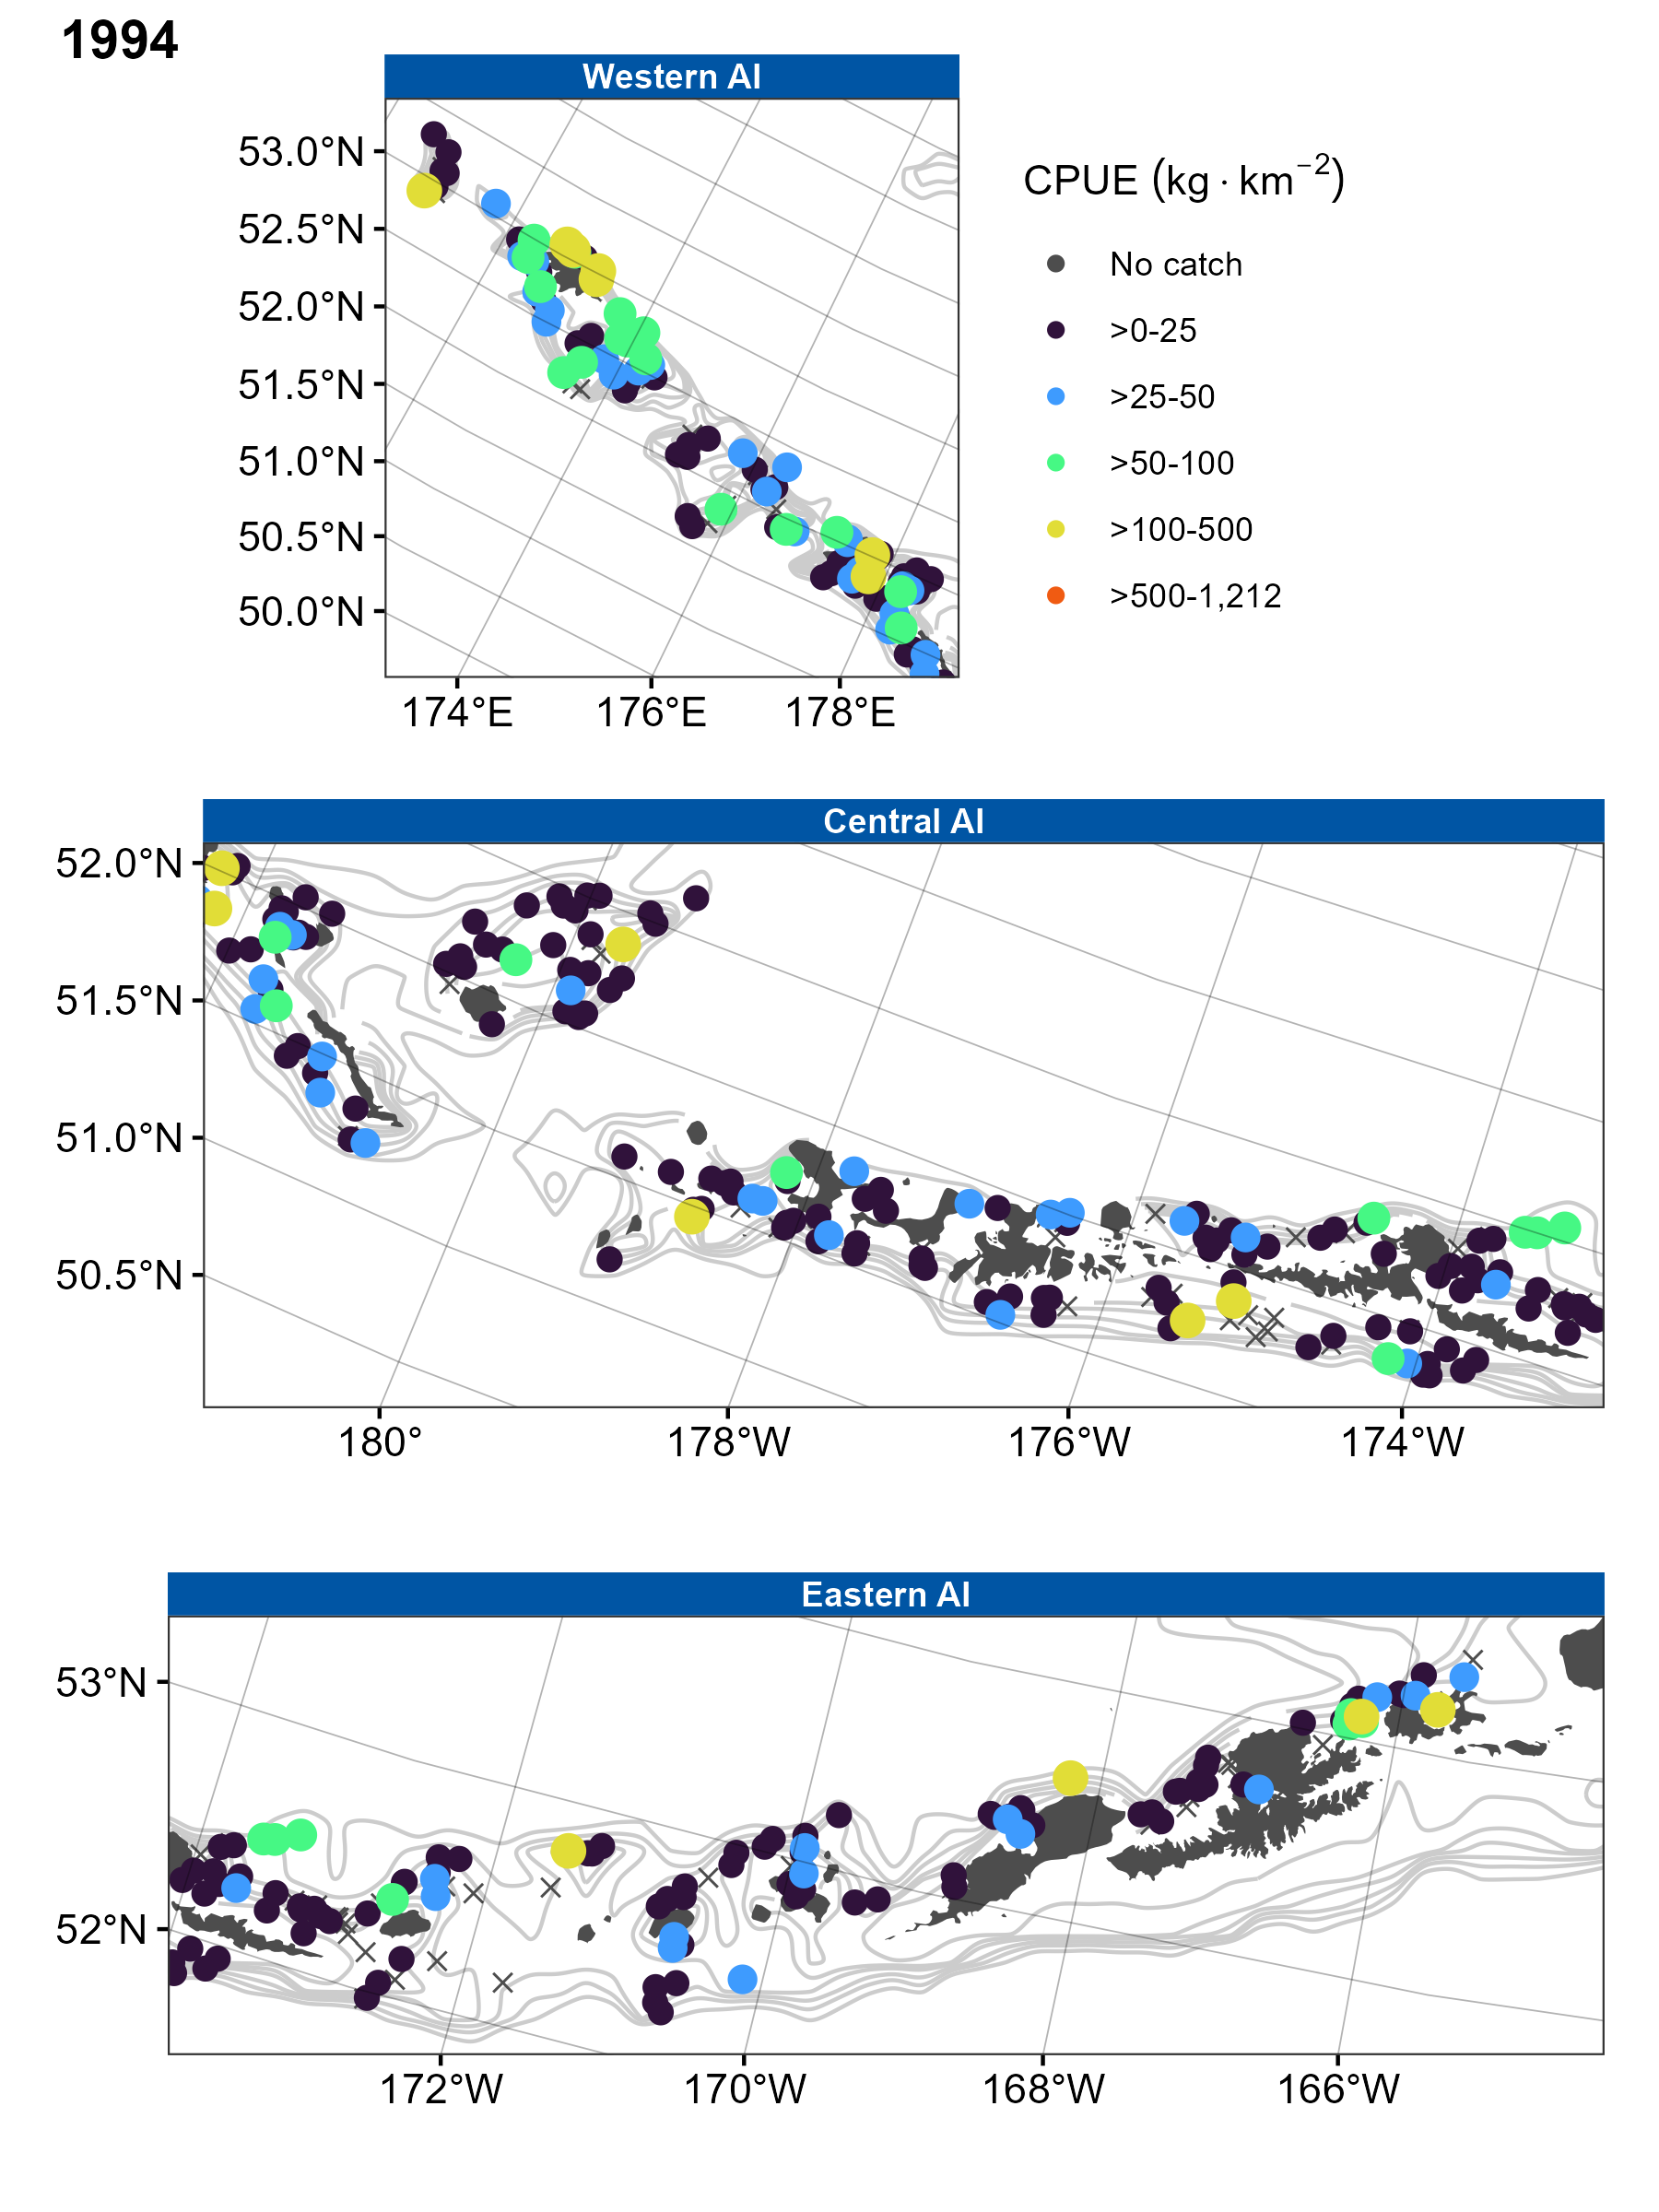 1994
Western AI
53.0°N
52.5°N
52.0°N
51.5°N
51.0°N
50.5°N
50.0°N
174°E 176°E 178°E
CPUE (kg · km⁻²)
No catch
>0-25
>25-50
>50-100
>100-500
>500-1,212
Central AI
52.0°N
51.5°N
51.0°N
50.5°N
180° 178°W 176°W 174°W
Eastern AI
53°N
52°N
172°W 170°W 168°W 166°W